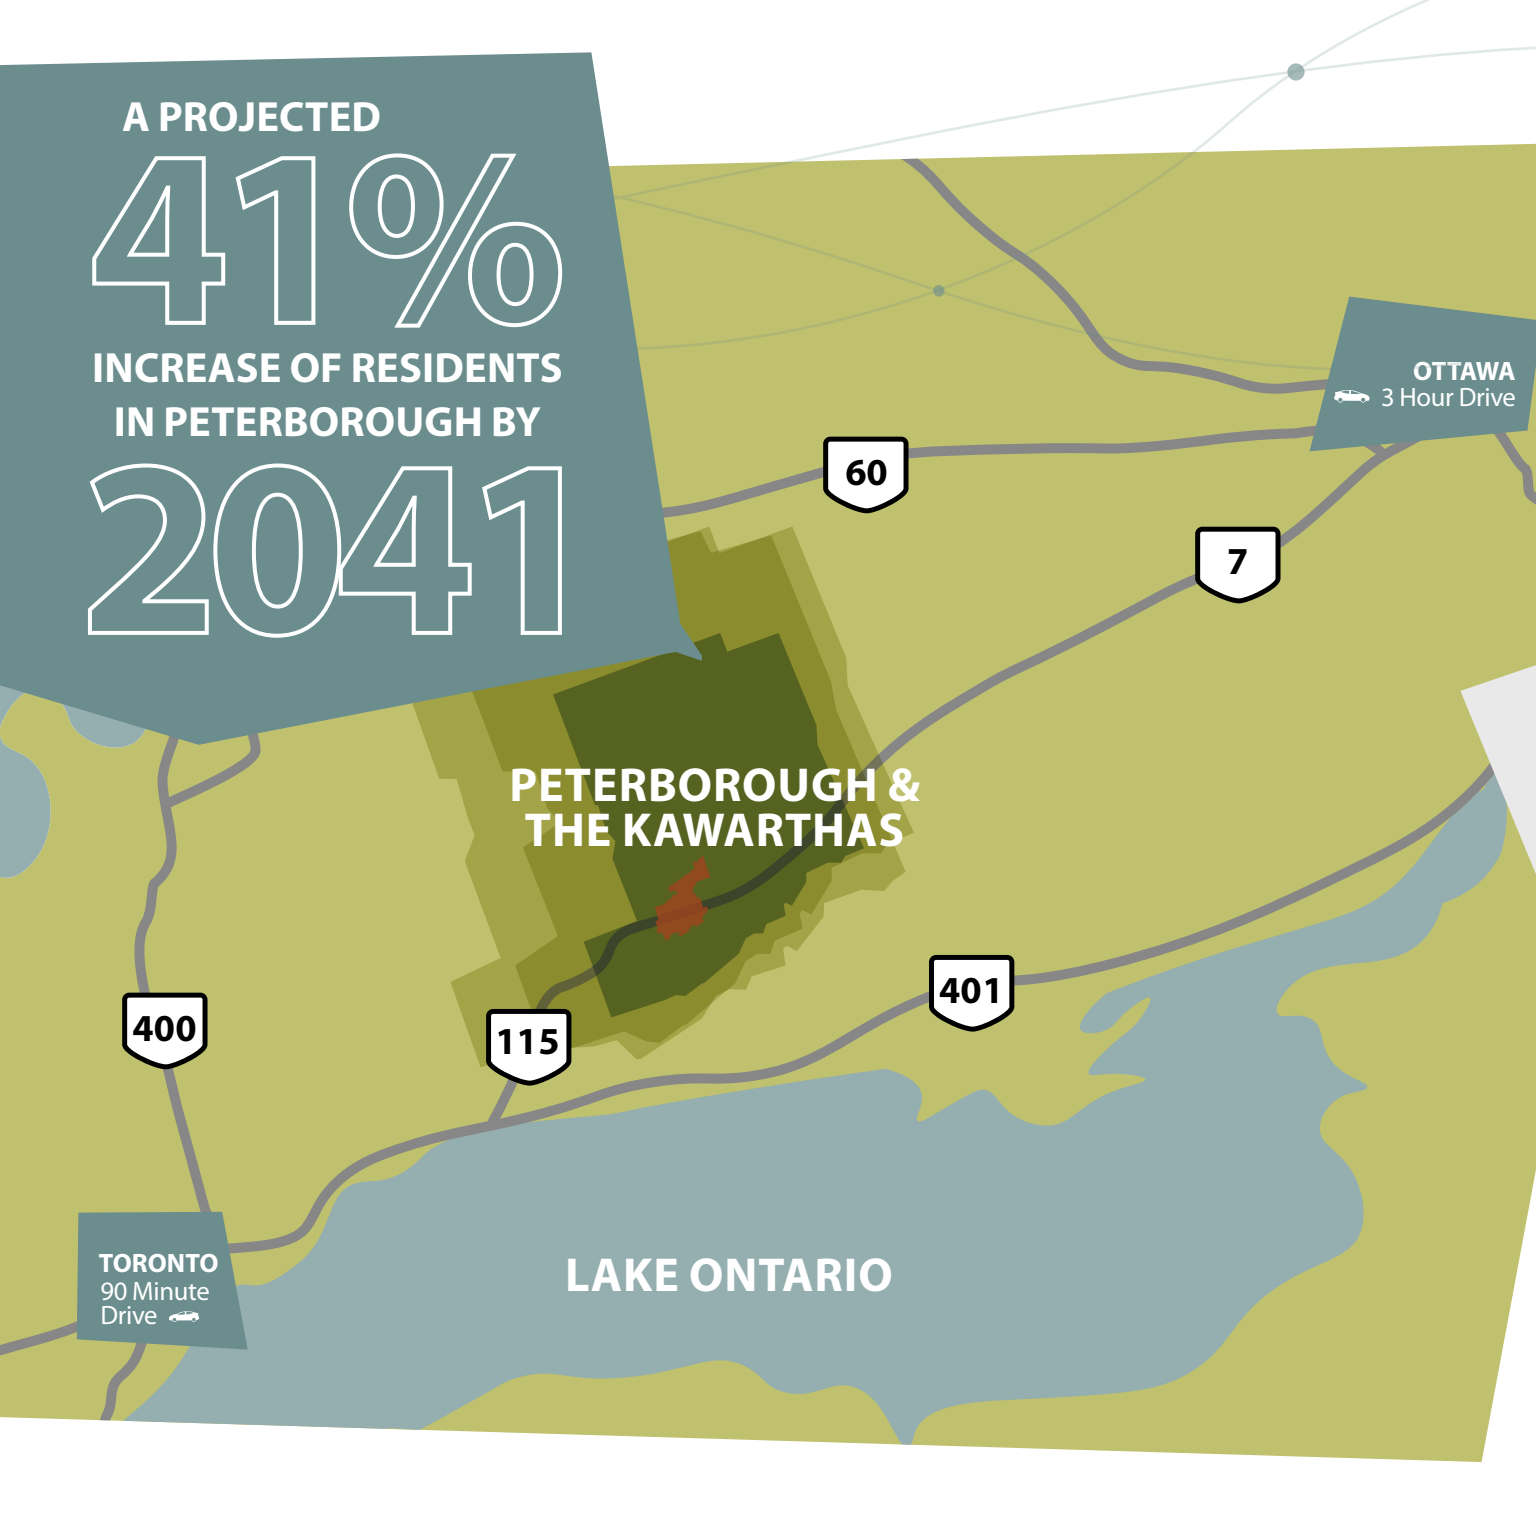 A PROJECTED
41%
INCREASE OF RESIDENTS
IN PETERBOROUGH BY
2041
OTTAWA
3 Hour Drive
60
7
PETERBOROUGH &
THE KAWARTHAS
401
400
115
TORONTO
90 Minute
Drive
LAKE ONTARIO